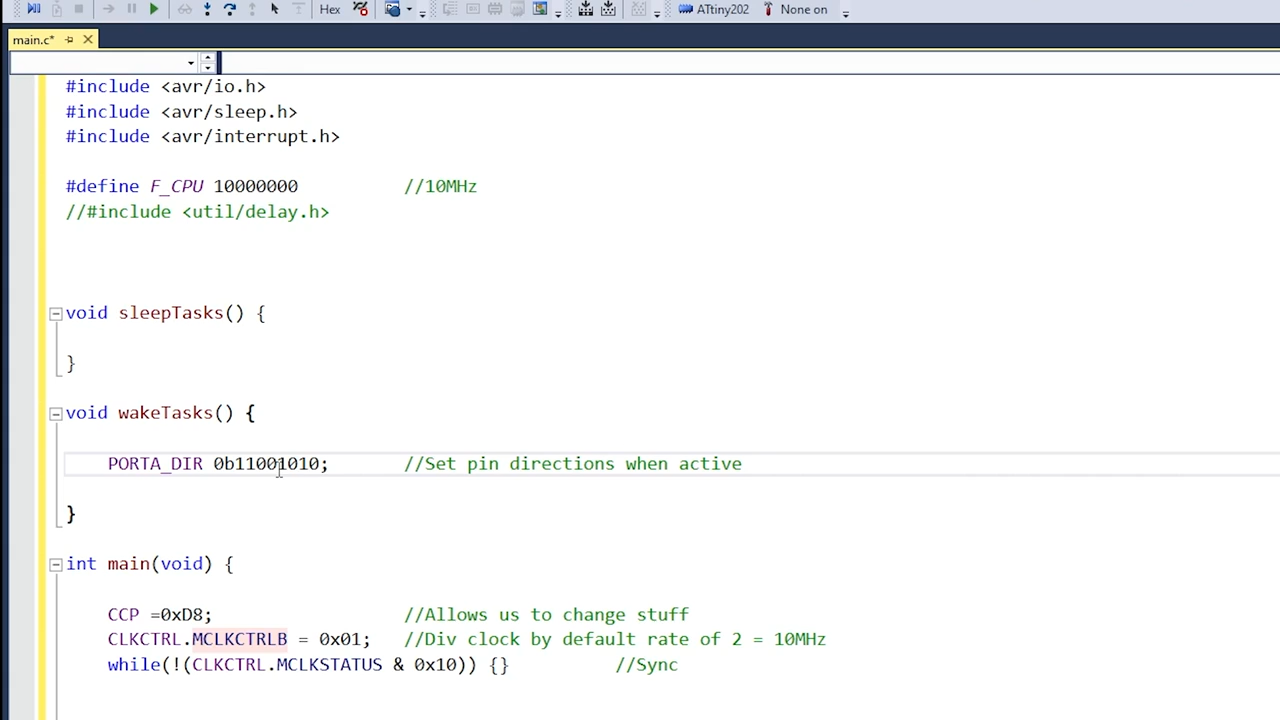 Hex ATtiny202 None on
main.c*
#include <avr/io.h>
#include <avr/sleep.h>
#include <avr/interrupt.h>
#define F_CPU 10000000 //10MHz
//#include <util/delay.h>
void sleepTasks() {
}
void wakeTasks() {
PORTA_DIR 0b11001010; //Set pin directions when active
}
int main(void) {
CCP =0xD8; //Allows us to change stuff
CLKCTRL.MCLKCTRLB = 0x01; //Div clock by default rate of 2 = 10MHz
while(!(CLKCTRL.MCLKSTATUS & 0x10)) {} //Sync